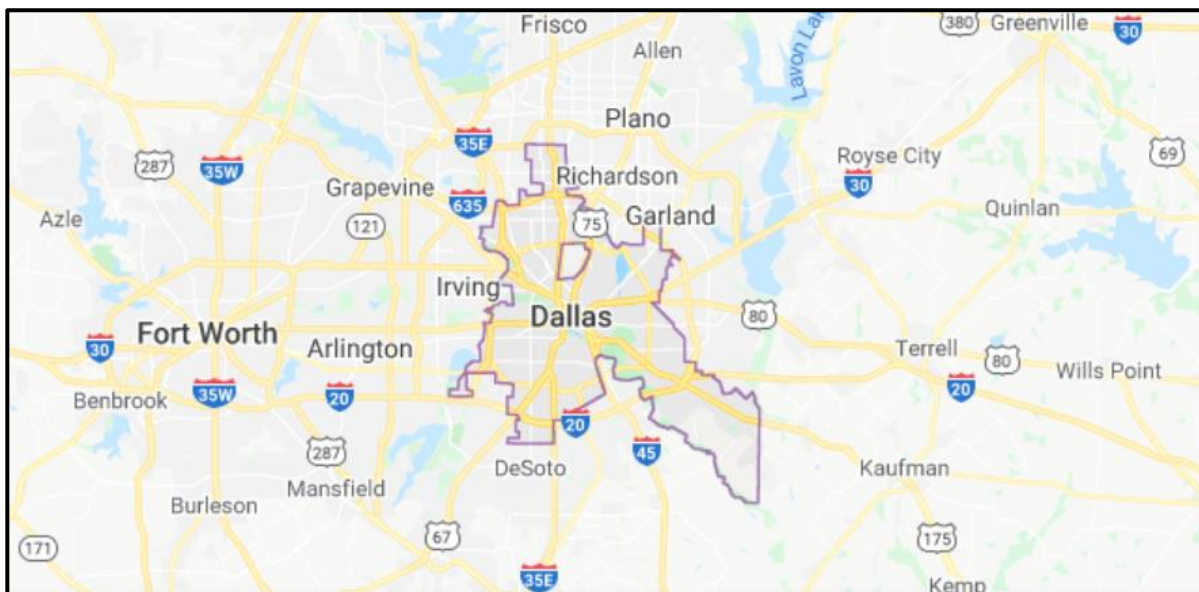 Frisco
380
Greenville
30
Allen
Lavon Lak
Plano
35E
287
35W
Royse City
69
30
Richardson
Grapevine
635
Azle
121
75
Garland
Quinlan
Irving
Dallas
80
Fort Worth
30
Arlington
Terrell
80
Wills Point
Benbrook
35W
20
20
20
287
45
DeSoto
Kaufman
Mansfield
Burleson
67
171
175
35E
Kemp